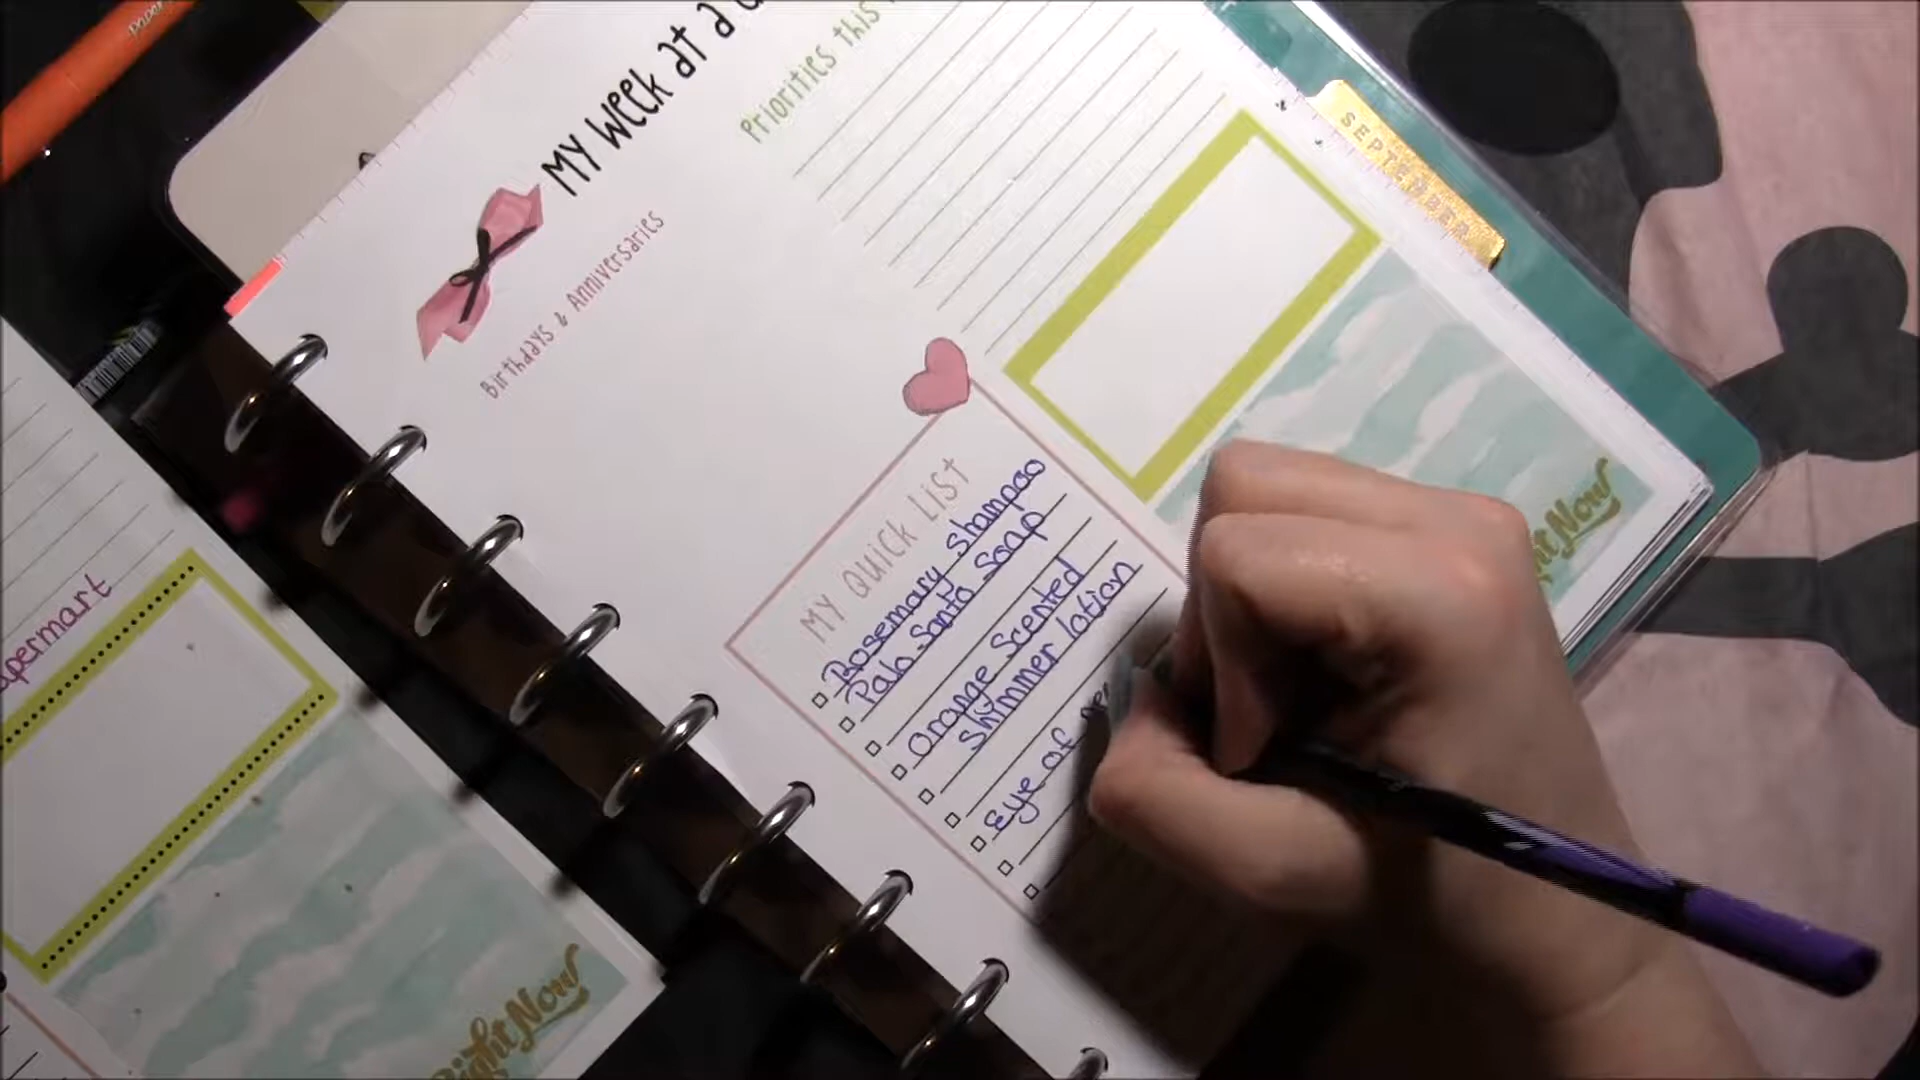 MY Week at a
Priorities this
Birthdays & Anniversaries
SEPTEMBER
MY QUICK LIST
Rosemary shampoo
Palo Santo Soap
Orange Scented
Shimmer lotion
Eye of
Right Now
Right Now